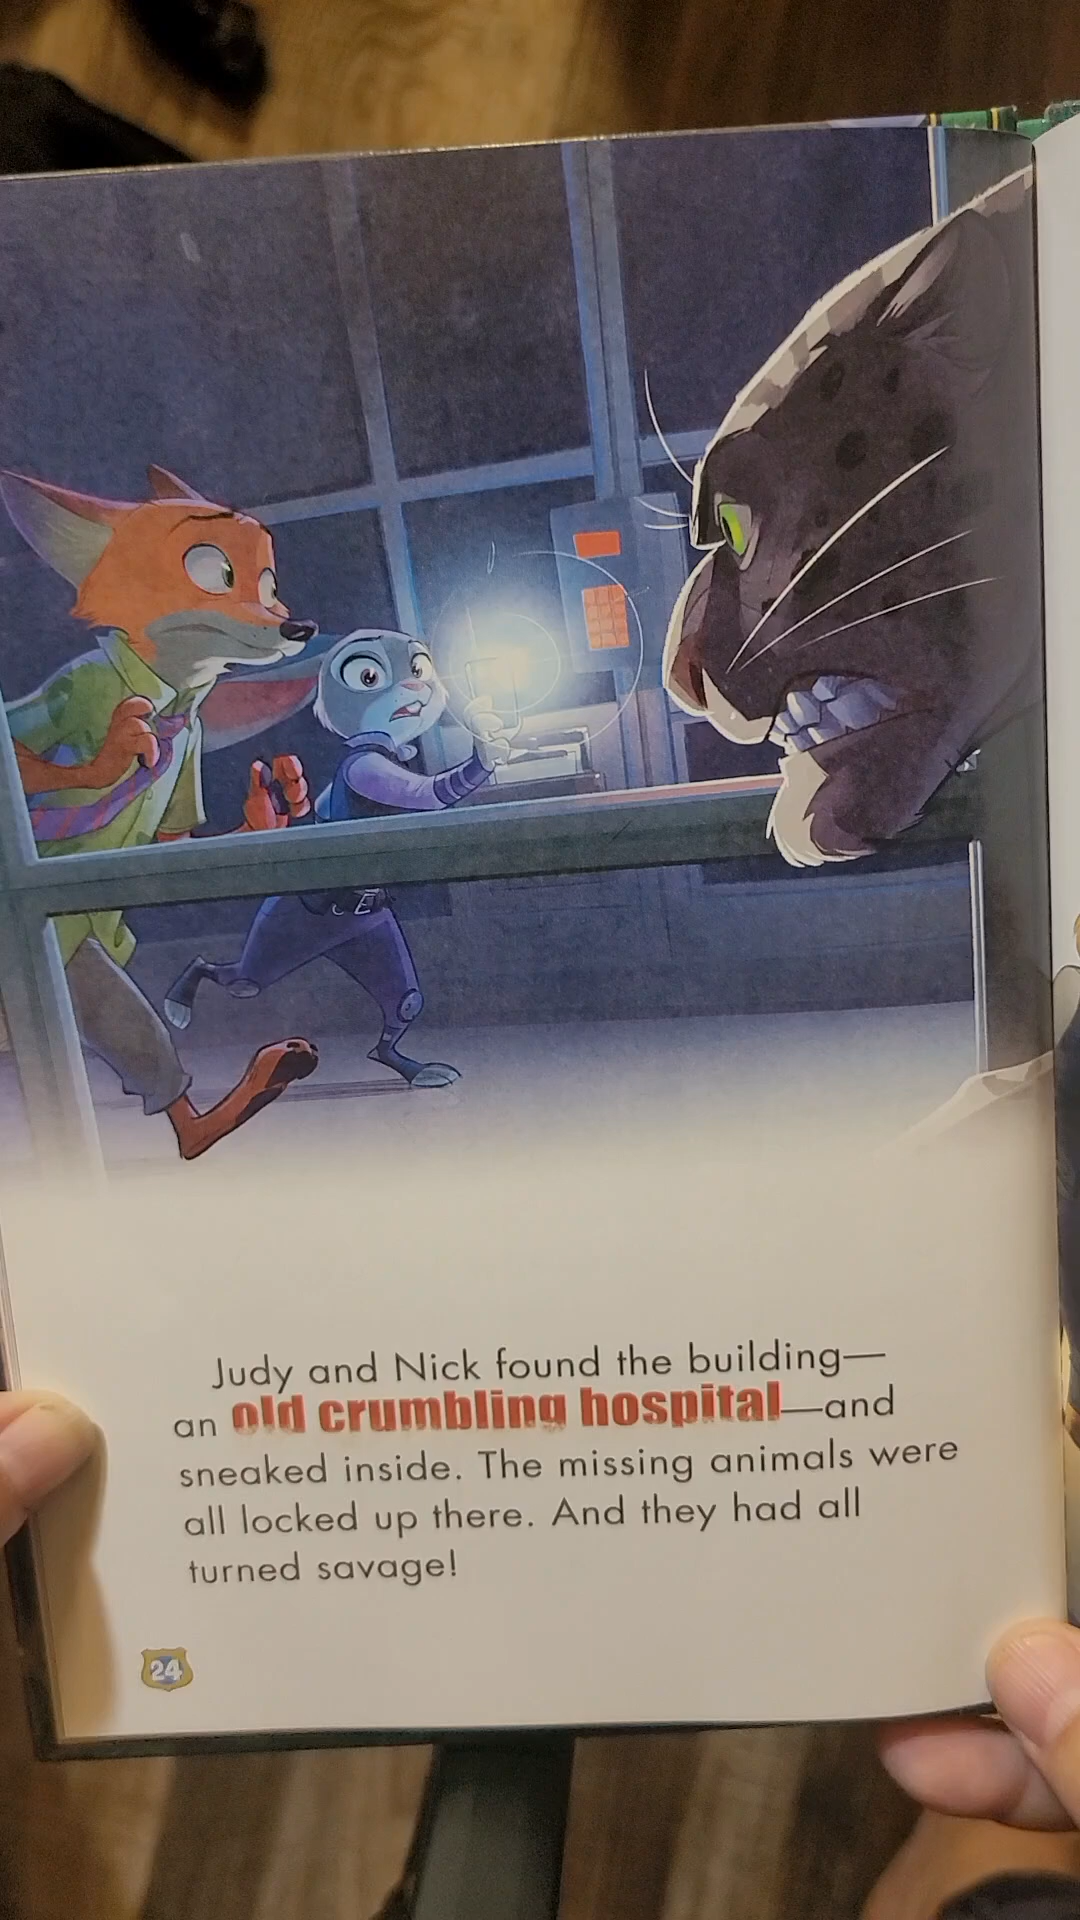 Judy and Nick found the building—
an old crumbling hospital—and
sneaked inside. The missing animals were
all locked up there. And they had all
turned savage!
24